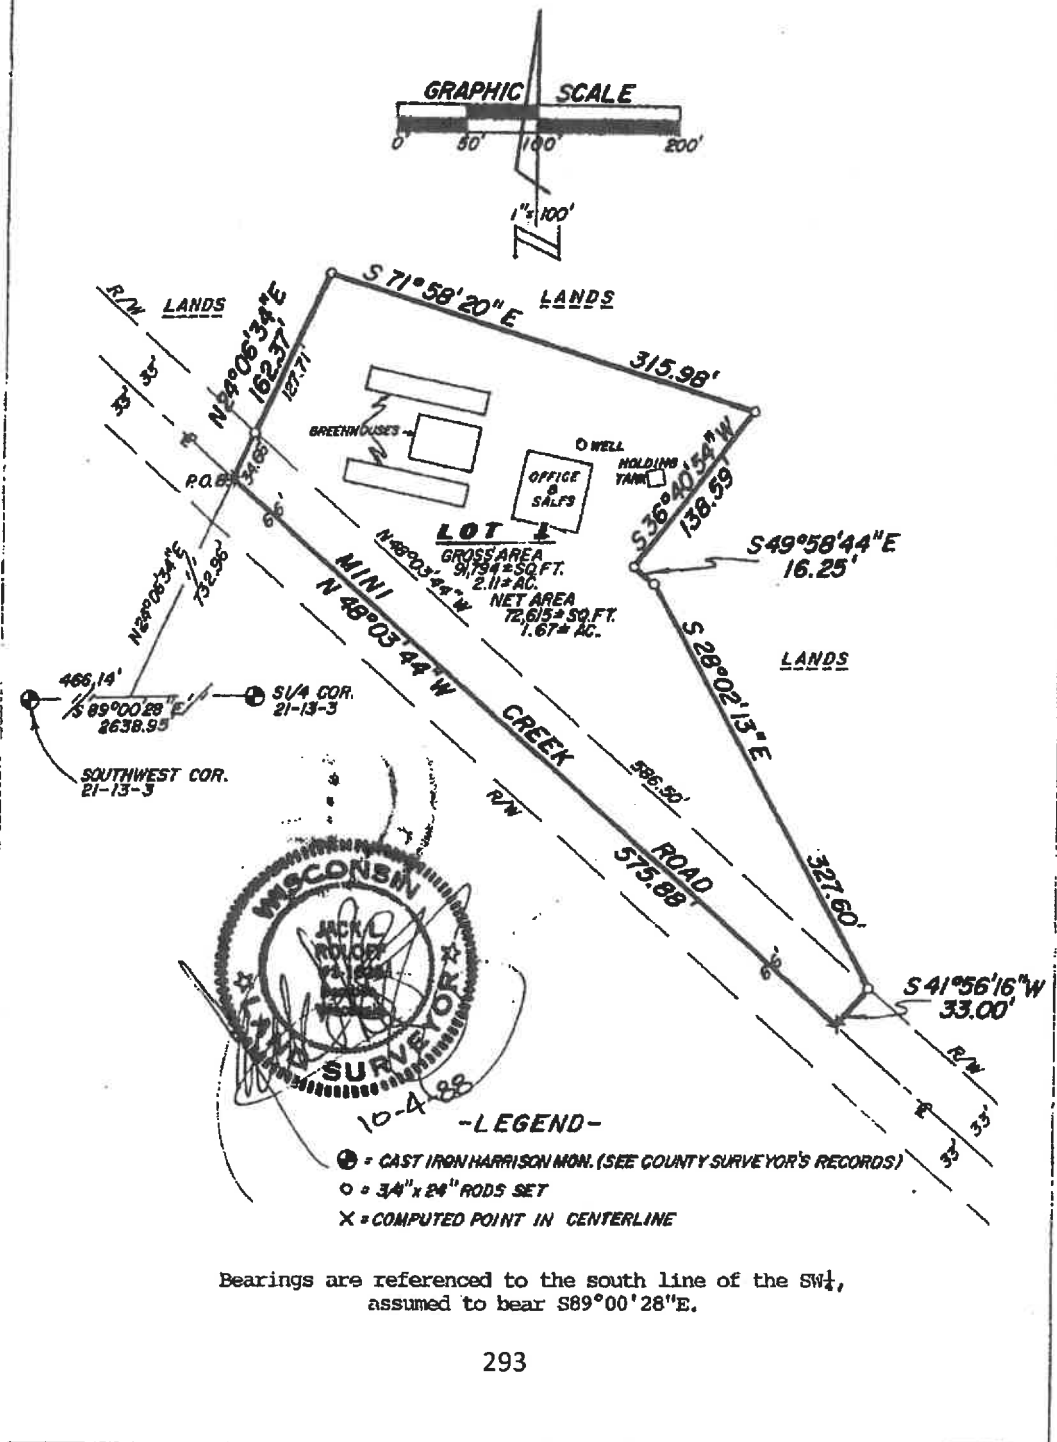 GRAPHIC SCALE
0' 50' 100' 200'
1"=100'
N
S 71°58'20"E
315.98'
LANDS
LANDS
R/W
33'
33'
N24°06'34"E
162.37'
127.71'
34.66'
GREENHOUSES
WELL
HOLDING
TANK
OFFICE
&
SALES
S36°40'54"W
138.59'
P.O.B.
66'
LOT 1
GROSS AREA
91,794±SQ.FT.
2.11±AC.
NET AREA
72,615±SQ.FT.
1.67±AC.
S49°58'44"E
16.25'
N24°06'34"E
132.96'
N48°03'44"W
586.50'
MINI CREEK ROAD
N 48°03'44"W
575.88'
S 28°02'13"E
327.60'
LANDS
466.14'
S 89°00'28"E
2638.95
S1/4 COR.
21-13-3
SOUTHWEST COR.
21-13-3
R/W
66'
S 41°56'16"W
33.00'
R/W
33'
33'
WISCONSIN
JACK L.
LAND SURVEYOR
10-4-88
-LEGEND-
= CAST IRON HARRISON MON. (SEE COUNTY SURVEYOR'S RECORDS)
O = 3/4"x24" RODS SET
X = COMPUTED POINT IN CENTERLINE
Bearings are referenced to the south line of the SW¼,
assumed to bear S89°00'28"E.
293